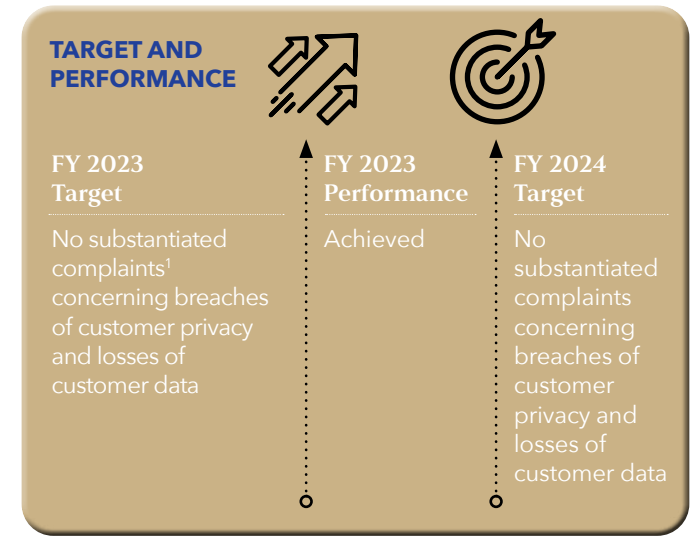 TARGET AND
PERFORMANCE
FY 2023
Target
No substantiated
complaints¹
concerning breaches
of customer privacy
and losses of
customer data
FY 2023
Performance
Achieved
FY 2024
Target
No
substantiated
complaints
concerning
breaches of
customer
privacy and
losses of
customer data